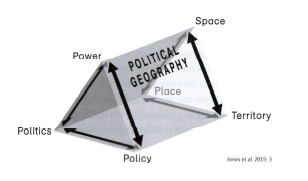 Space
Power
POLITICAL
GEOGRAPHY
Place
Territory
Politics
Policy
Jones et al. 2015: 3